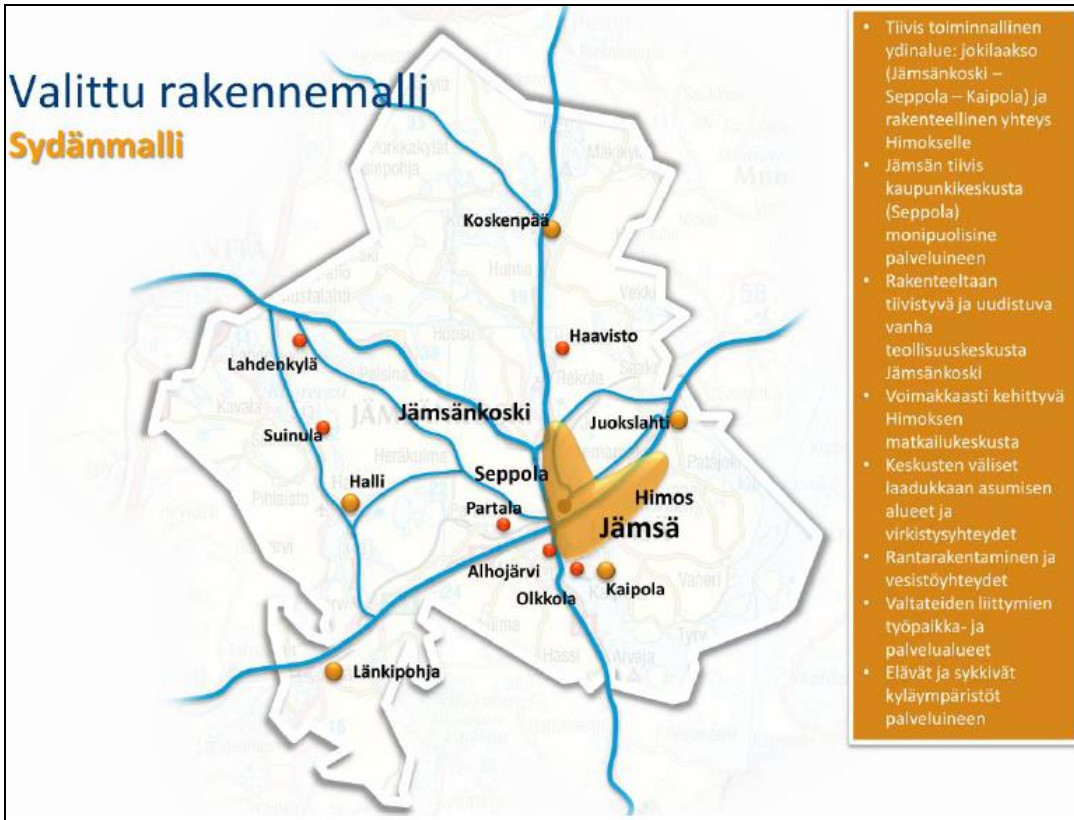 Valittu rakennemalli
Sydänmalli
Koskenpää
Haavisto
Lahdenkylä
Jämsänkoski
Juokslahti
Suinula
Seppola
Halli
Himos
Partala
Jämsä
Alhojärvi
Olkkola
Kaipola
Länkipohja
• Tiivis toiminnallinen
ydinalue: jokilaakso
(Jämsänkoski –
Seppola – Kaipola) ja
rakenteellinen yhteys
Himokselle
• Jämsän tiivis
kaupunkikeskusta
(Seppola)
monipuolisine
palveluineen
• Rakenteeltaan
tiivistyvä ja uudistuva
vanha
teollisuuskeskusta
Jämsänkoski
• Voimakkaasti kehittyvä
Himoksen
matkailukeskusta
• Keskusten väliset
laadukkaan asumisen
alueet ja
virkistysyhteydet
• Rantarakentaminen ja
vesistöyhteydet
• Valtateiden liittymien
työpaikka- ja
palvelualueet
• Elävät ja sykkivät
kyläympäristöt
palveluineen